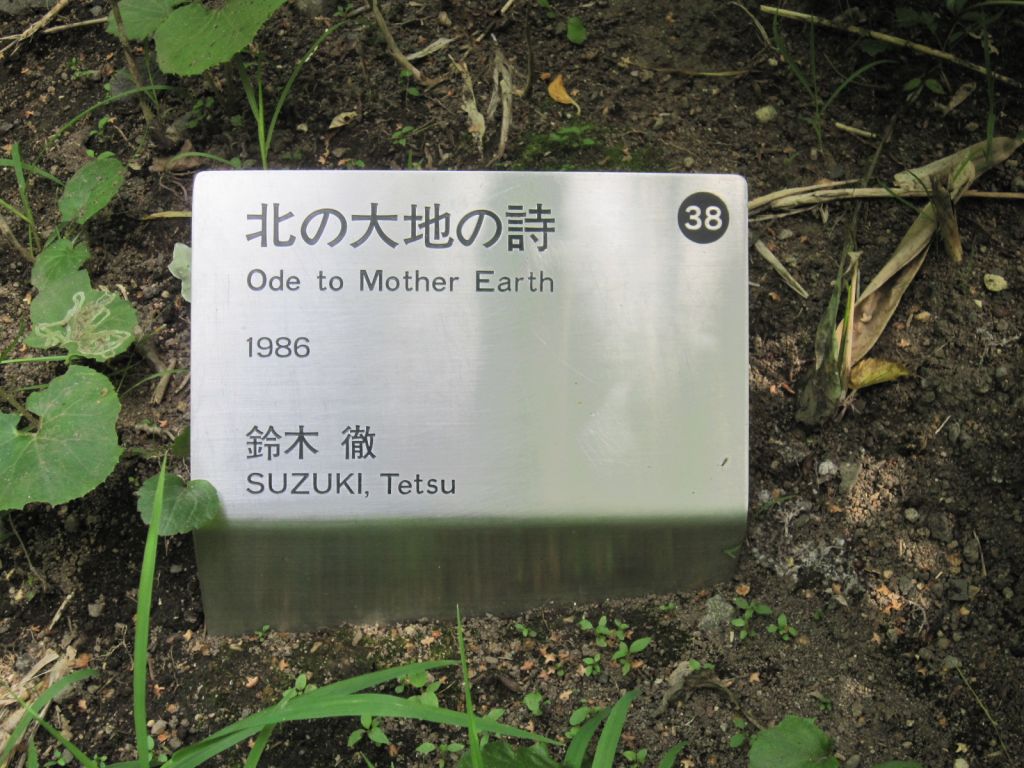 北の大地の詩
38
Ode to Mother Earth
1986
鈴木 徹
SUZUKI, Tetsu